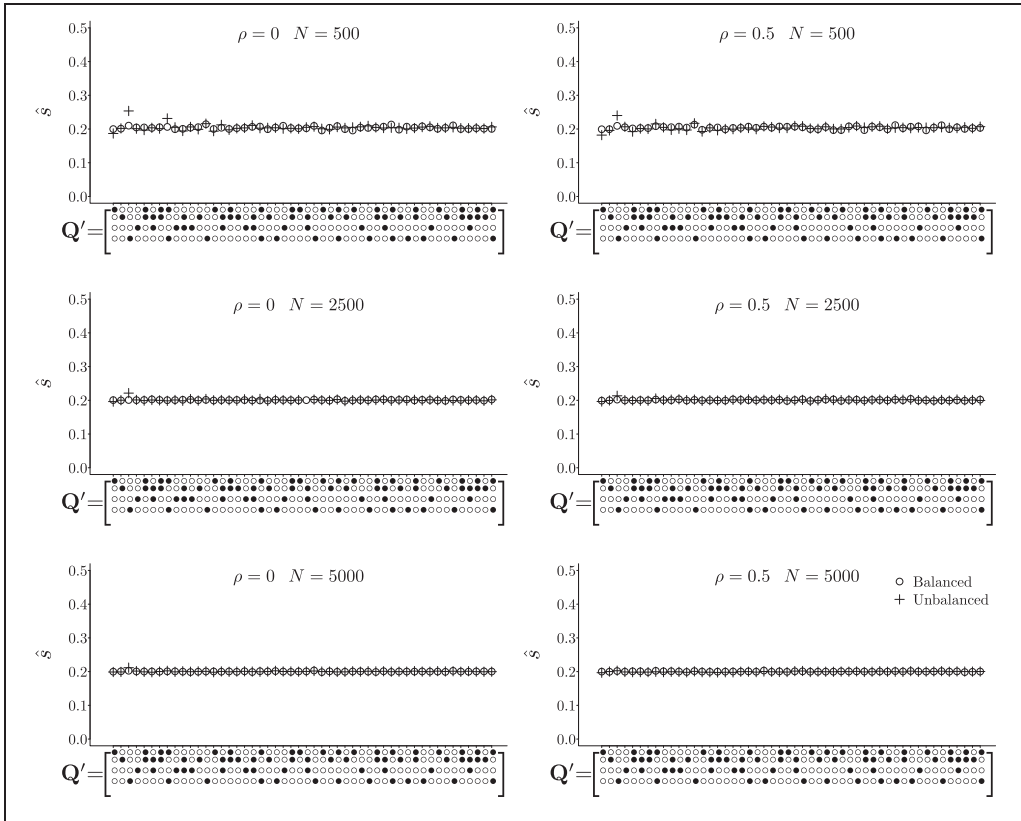 ρ = 0 N = 500
0.5
0.4
0.3
0.2
0.1
0.0
ŝ
Q′=
ρ = 0.5 N = 500
0.5
0.4
0.3
0.2
0.1
0.0
ŝ
Q′=
ρ = 0 N = 2500
0.5
0.4
0.3
0.2
0.1
0.0
ŝ
Q′=
ρ = 0.5 N = 2500
0.5
0.4
0.3
0.2
0.1
0.0
ŝ
Q′=
ρ = 0 N = 5000
0.5
0.4
0.3
0.2
0.1
0.0
ŝ
Q′=
ρ = 0.5 N = 5000
Balanced
Unbalanced
0.5
0.4
0.3
0.2
0.1
0.0
ŝ
Q′=